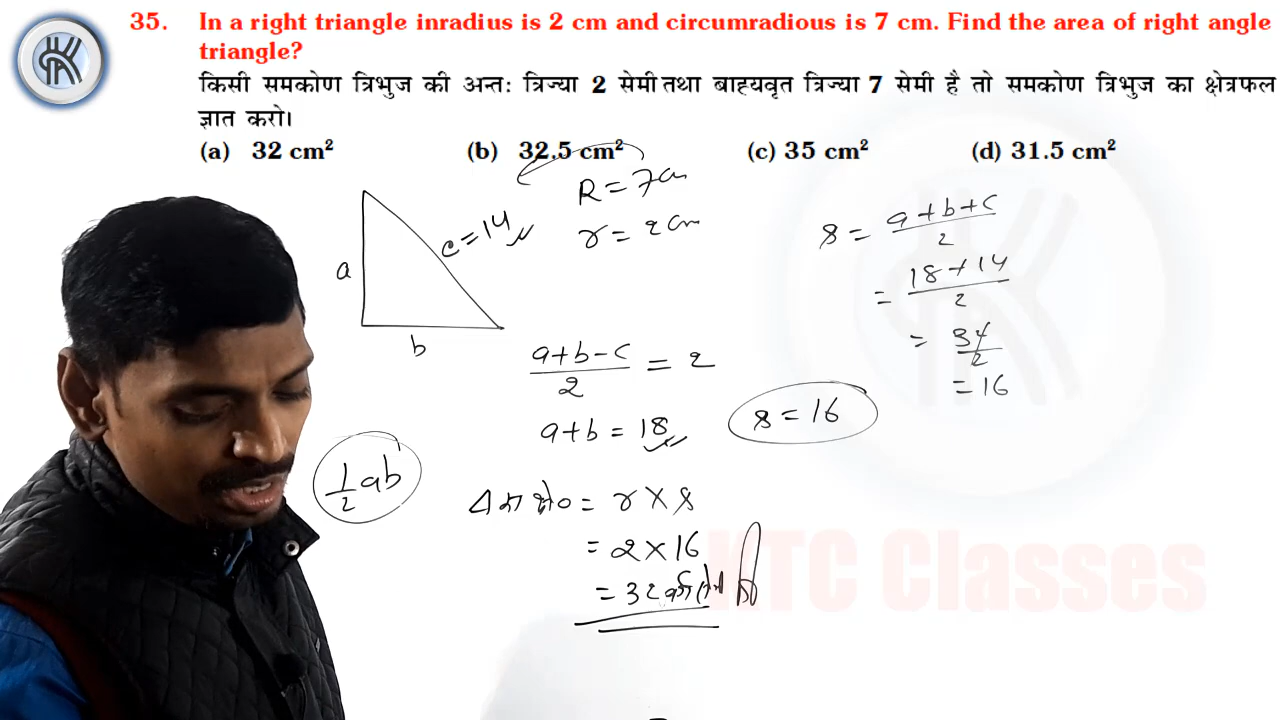 35. In a right triangle inradius is 2 cm and circumradious is 7 cm. Find the area of right angle
triangle?
किसी समकोण त्रिभुज की अन्तः त्रिज्या 2 सेमी तथा बाह्यवृत त्रिज्या 7 सेमी है तो समकोण त्रिभुज का क्षेत्रफल
ज्ञात करो।
(a) 32 cm² (b) 32.5 cm² (c) 35 cm² (d) 31.5 cm²
R = 7cm
r = 2cm
c = 14
a
b
s = a+b+c / 2
= 18+14 / 2
= 34 / 2
= 16
a+b-c / 2 = 2
a+b = 18
s = 16
1/2 ab
= r × s
= 2 × 16
= 32
KTC Classes